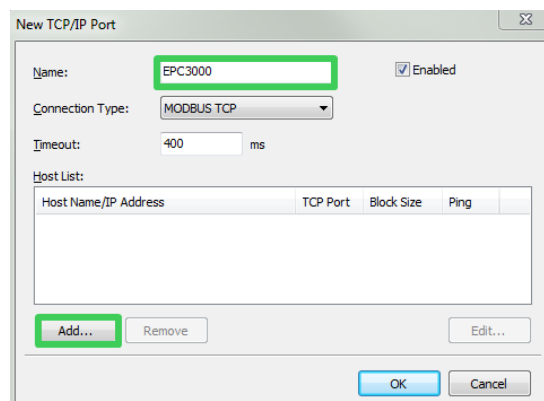 New TCP/IP Port
Name: EPC3000 Enabled
Connection Type: MODBUS TCP
Timeout: 400 ms
Host List:
Host Name/IP Address TCP Port Block Size Ping
Add... Remove Edit...
OK Cancel